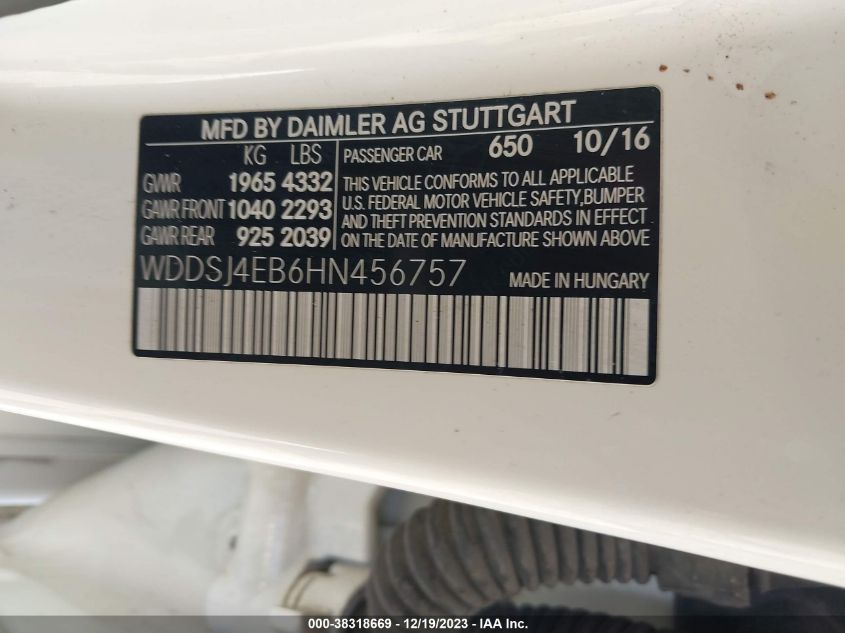 MFD BY DAIMLER AG STUTTGART
KG LBS
GVWR 1965 4332
GAWR FRONT 1040 2293
GAWR REAR 925 2039
PASSENGER CAR 650 10/16
THIS VEHICLE CONFORMS TO ALL APPLICABLE
U.S. FEDERAL MOTOR VEHICLE SAFETY,BUMPER
AND THEFT PREVENTION STANDARDS IN EFFECT
ON THE DATE OF MANUFACTURE SHOWN ABOVE
WDDSJ4EB6HN456757 MADE IN HUNGARY
000-38318669 - 12/19/2023 - IAA Inc.